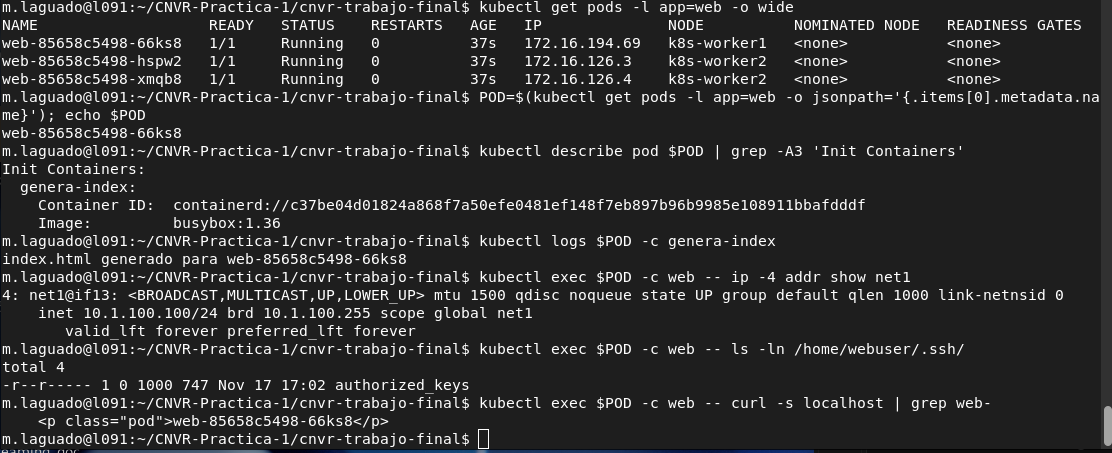 m.laguado@l091:~/CNVR-Practica-1/cnvr-trabajo-final$ kubectl get pods -l app=web -o wide
NAME                   READY   STATUS    RESTARTS   AGE   IP              NODE          NOMINATED NODE   READINESS GATES
web-85658c5498-66ks8   1/1     Running   0          37s   172.16.194.69   k8s-worker1   <none>           <none>
web-85658c5498-hspw2   1/1     Running   0          37s   172.16.126.3    k8s-worker2   <none>           <none>
web-85658c5498-xmqb8   1/1     Running   0          37s   172.16.126.4    k8s-worker2   <none>           <none>
m.laguado@l091:~/CNVR-Practica-1/cnvr-trabajo-final$ POD=$(kubectl get pods -l app=web -o jsonpath='{.items[0].metadata.na
me}'); echo $POD
web-85658c5498-66ks8
m.laguado@l091:~/CNVR-Practica-1/cnvr-trabajo-final$ kubectl describe pod $POD | grep -A3 'Init Containers'
Init Containers:
  genera-index:
    Container ID:  containerd://c37be04d01824a868f7a50efe0481ef148f7eb897b96b9985e108911bbafdddf
    Image:         busybox:1.36
m.laguado@l091:~/CNVR-Practica-1/cnvr-trabajo-final$ kubectl logs $POD -c genera-index
index.html generado para web-85658c5498-66ks8
m.laguado@l091:~/CNVR-Practica-1/cnvr-trabajo-final$ kubectl exec $POD -c web -- ip -4 addr show net1
4: net1@if13: <BROADCAST,MULTICAST,UP,LOWER_UP> mtu 1500 qdisc noqueue state UP group default qlen 1000 link-netnsid 0
    inet 10.1.100.100/24 brd 10.1.100.255 scope global net1
       valid_lft forever preferred_lft forever
m.laguado@l091:~/CNVR-Practica-1/cnvr-trabajo-final$ kubectl exec $POD -c web -- ls -ln /home/webuser/.ssh/
total 4
-r--r----- 1 0 1000 747 Nov 17 17:02 authorized_keys
m.laguado@l091:~/CNVR-Practica-1/cnvr-trabajo-final$ kubectl exec $POD -c web -- curl -s localhost | grep web-
    <p class="pod">web-85658c5498-66ks8</p>
m.laguado@l091:~/CNVR-Practica-1/cnvr-trabajo-final$